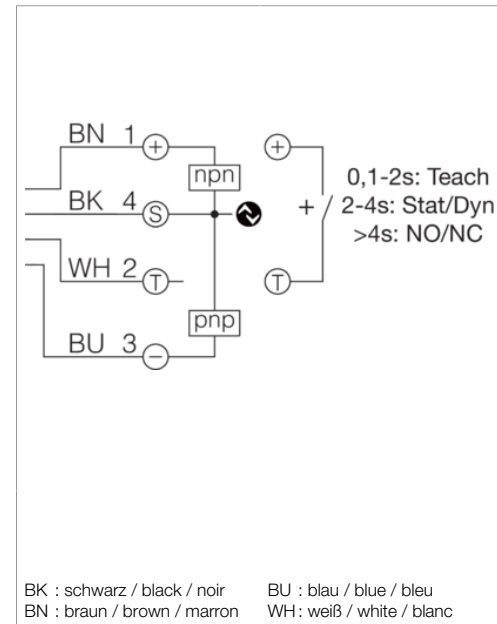 BN 1 +
npn
+
0,1-2s: Teach
BK 4 S
+ 2-4s: Stat/Dyn
>4s: NO/NC
WH 2 T
T
pnp
BU 3 −
BK : schwarz / black / noir
BU : blau / blue / bleu
BN : braun / brown / marron
WH: weiß / white / blanc